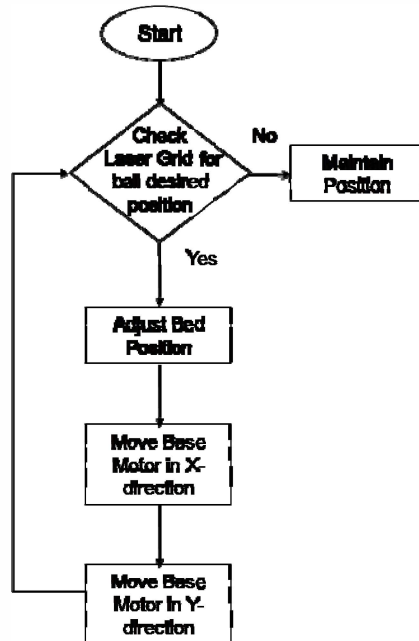 Start
Check
Laser Grid for
ball desired
position
No
Maintain
Position
Yes
Adjust Bed
Position
Move Base
Motor in X-
direction
Move Base
Motor in Y-
direction